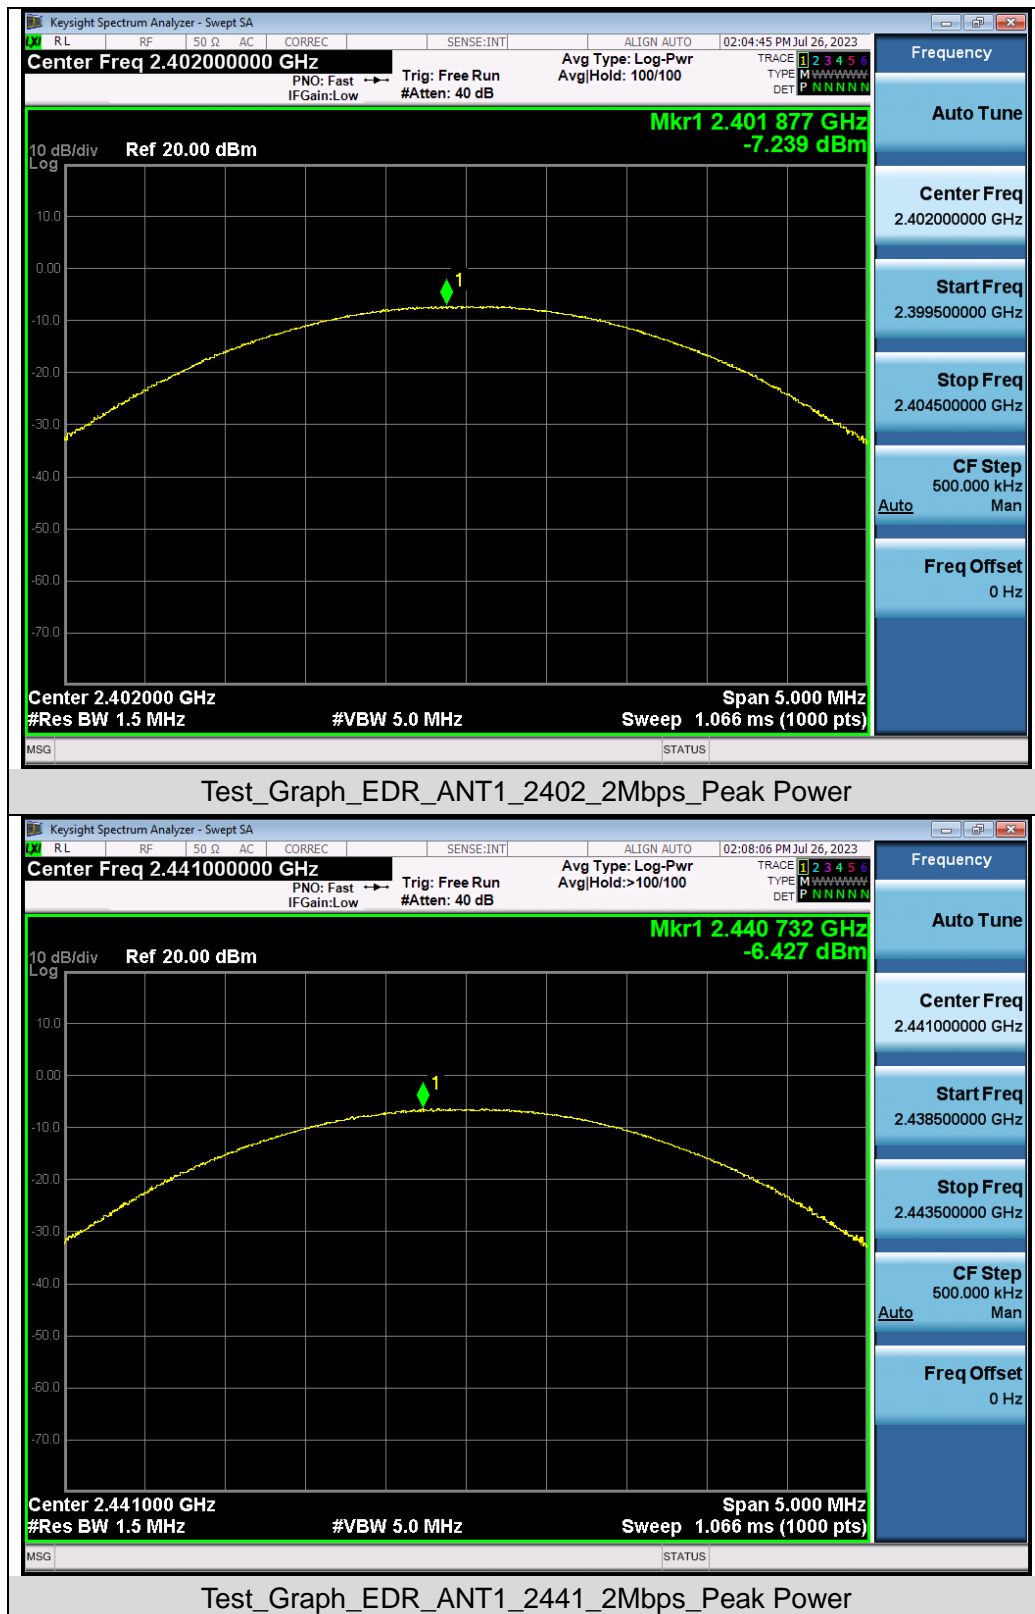 Keysight Spectrum Analyzer - Swept SA
LXI RL RF 50 Ω AC CORREC SENSE:INT ALIGN AUTO 02:04:45 PM Jul 26, 2023
Center Freq 2.402000000 GHz
PNO: Fast
IFGain:Low
Trig: Free Run
#Atten: 40 dB
Avg Type: Log-Pwr
Avg|Hold: 100/100
TRACE 1 2 3 4 5 6
TYPE M WWWWW
DET P N N N N N
Mkr1 2.401 877 GHz
-7.239 dBm
10 dB/div
Log
Ref 20.00 dBm
10.0
0.00
-10.0
-20.0
-30.0
-40.0
-50.0
-60.0
-70.0
1
Center 2.402000 GHz
Span 5.000 MHz
#Res BW 1.5 MHz
#VBW 5.0 MHz
Sweep 1.066 ms (1000 pts)
MSG
STATUS
Frequency
Auto Tune
Center Freq
2.402000000 GHz
Start Freq
2.399500000 GHz
Stop Freq
2.404500000 GHz
CF Step
500.000 kHz
Auto Man
Freq Offset
0 Hz
Test_Graph_EDR_ANT1_2402_2Mbps_Peak Power
Keysight Spectrum Analyzer - Swept SA
LXI RL RF 50 Ω AC CORREC SENSE:INT ALIGN AUTO 02:08:06 PM Jul 26, 2023
Center Freq 2.441000000 GHz
PNO: Fast
IFGain:Low
Trig: Free Run
#Atten: 40 dB
Avg Type: Log-Pwr
Avg|Hold:>100/100
TRACE 1 2 3 4 5 6
TYPE M WWWWW
DET P N N N N N
Mkr1 2.440 732 GHz
-6.427 dBm
10 dB/div
Log
Ref 20.00 dBm
10.0
0.00
-10.0
-20.0
-30.0
-40.0
-50.0
-60.0
-70.0
1
Center 2.441000 GHz
Span 5.000 MHz
#Res BW 1.5 MHz
#VBW 5.0 MHz
Sweep 1.066 ms (1000 pts)
MSG
STATUS
Frequency
Auto Tune
Center Freq
2.441000000 GHz
Start Freq
2.438500000 GHz
Stop Freq
2.443500000 GHz
CF Step
500.000 kHz
Auto Man
Freq Offset
0 Hz
Test_Graph_EDR_ANT1_2441_2Mbps_Peak Power